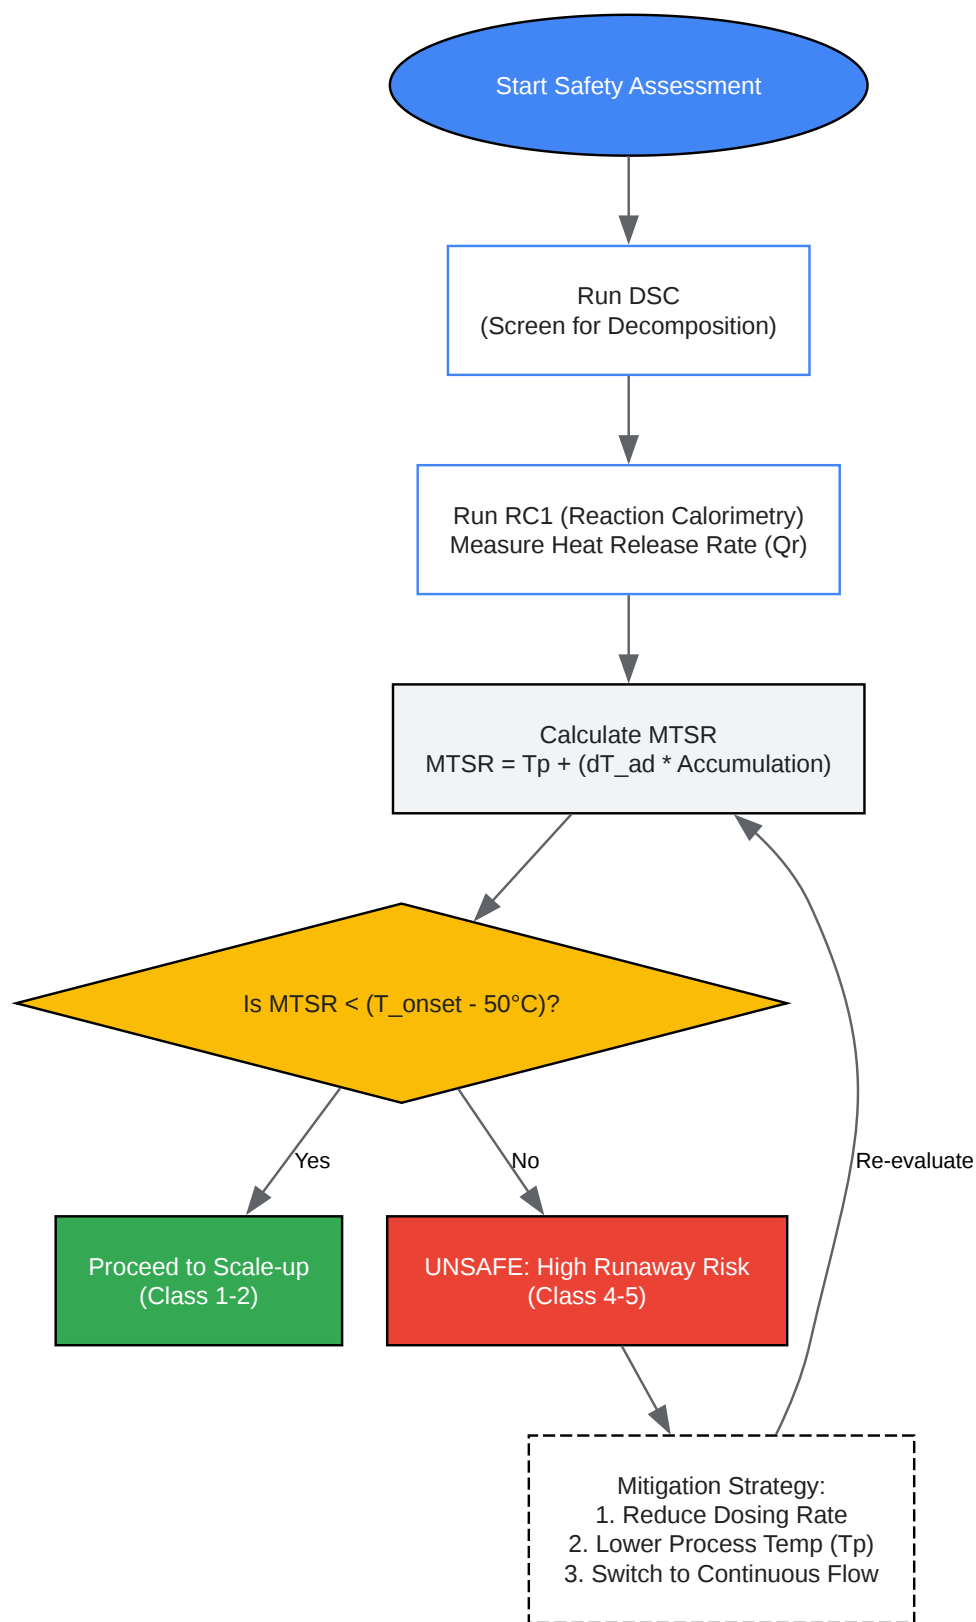 Start Safety Assessment
Run DSC
(Screen for Decomposition)
Run RC1 (Reaction Calorimetry)
Measure Heat Release Rate (Qr)
Calculate MTSR
MTSR = Tp + (dT_ad * Accumulation)
Is MTSR < (T_onset - 50°C)?
Yes
No
Re-evaluate
Proceed to Scale-up
(Class 1-2)
UNSAFE: High Runaway Risk
(Class 4-5)
Mitigation Strategy:
1. Reduce Dosing Rate
2. Lower Process Temp (Tp)
3. Switch to Continuous Flow